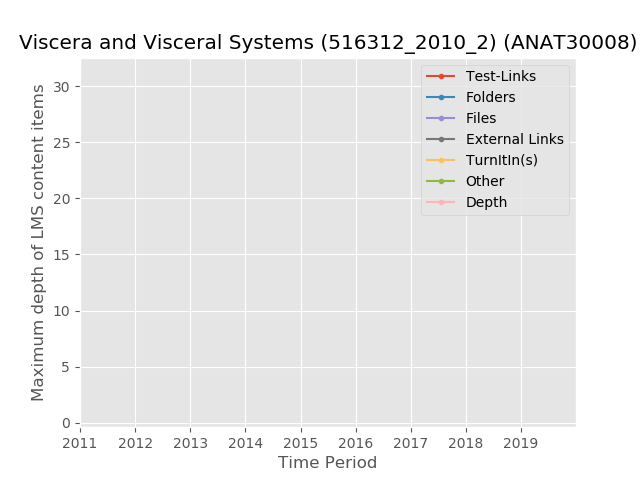 Viscera and Visceral Systems (516312_2010_2) (ANAT30008)
Maximum depth of LMS content items
30
25
20
15
10
5
0
Test-Links
Folders
Files
External Links
TurnItIn(s)
Other
Depth
2011 2012 2013 2014 2015 2016 2017 2018 2019
Time Period